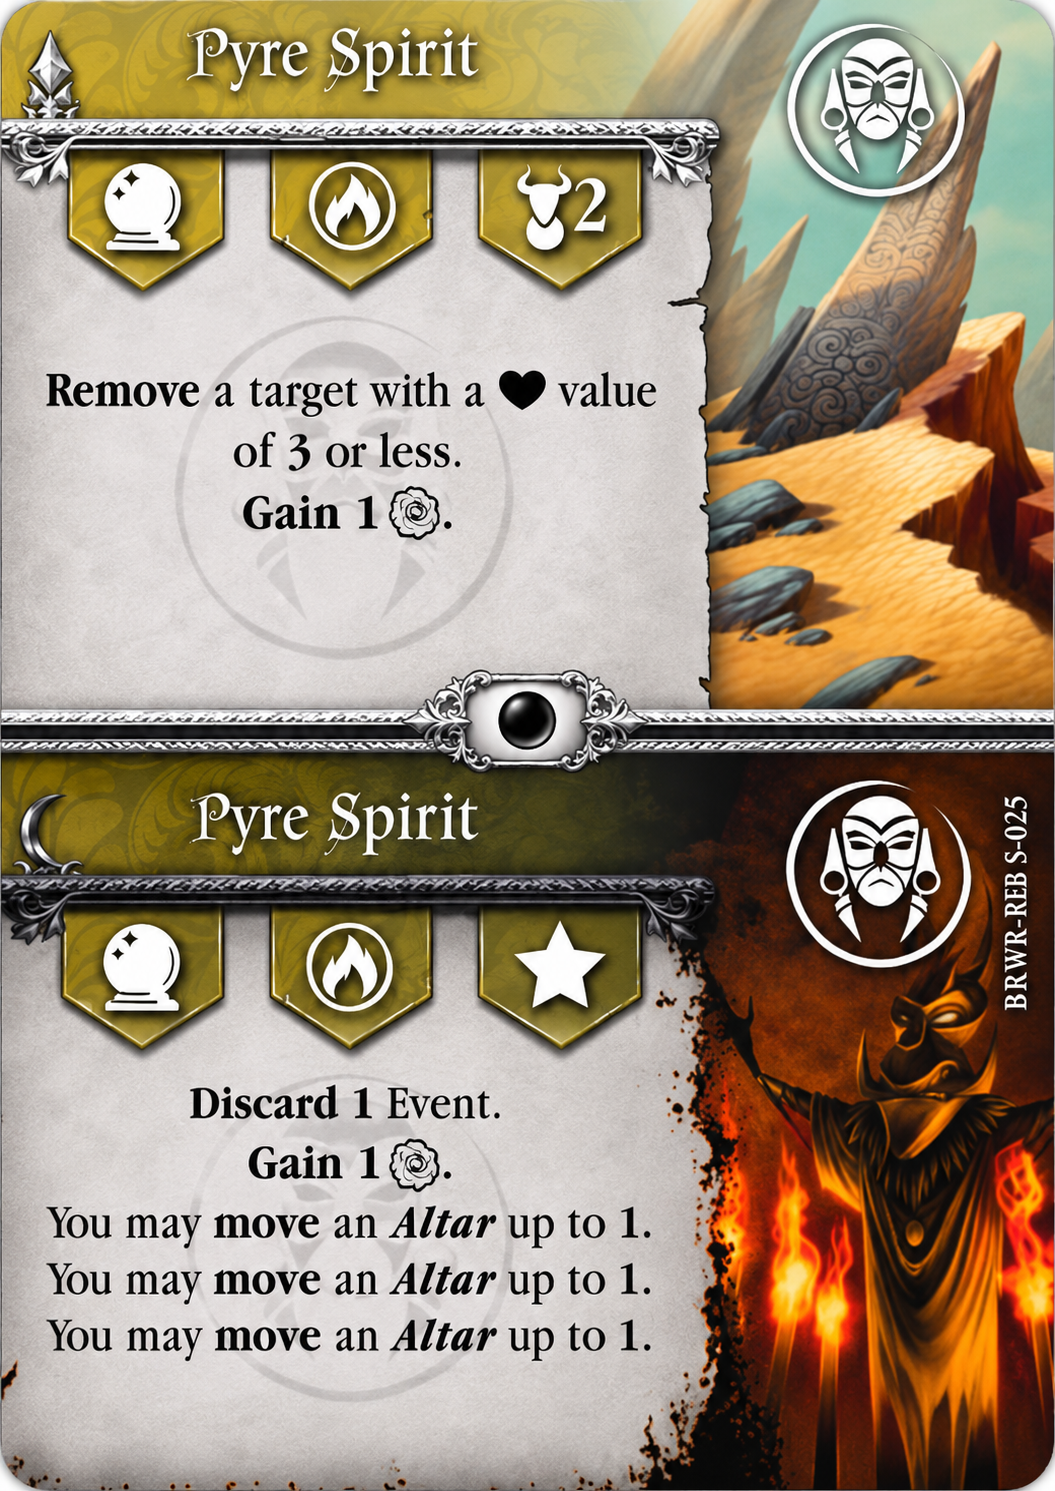 Pyre Spirit
2
Remove a target with a ♥ value
of 3 or less.
Gain 1 .
Pyre Spirit
BRWR-REB S-025
Discard 1 Event.
Gain 1 .
You may move an Altar up to 1.
You may move an Altar up to 1.
You may move an Altar up to 1.